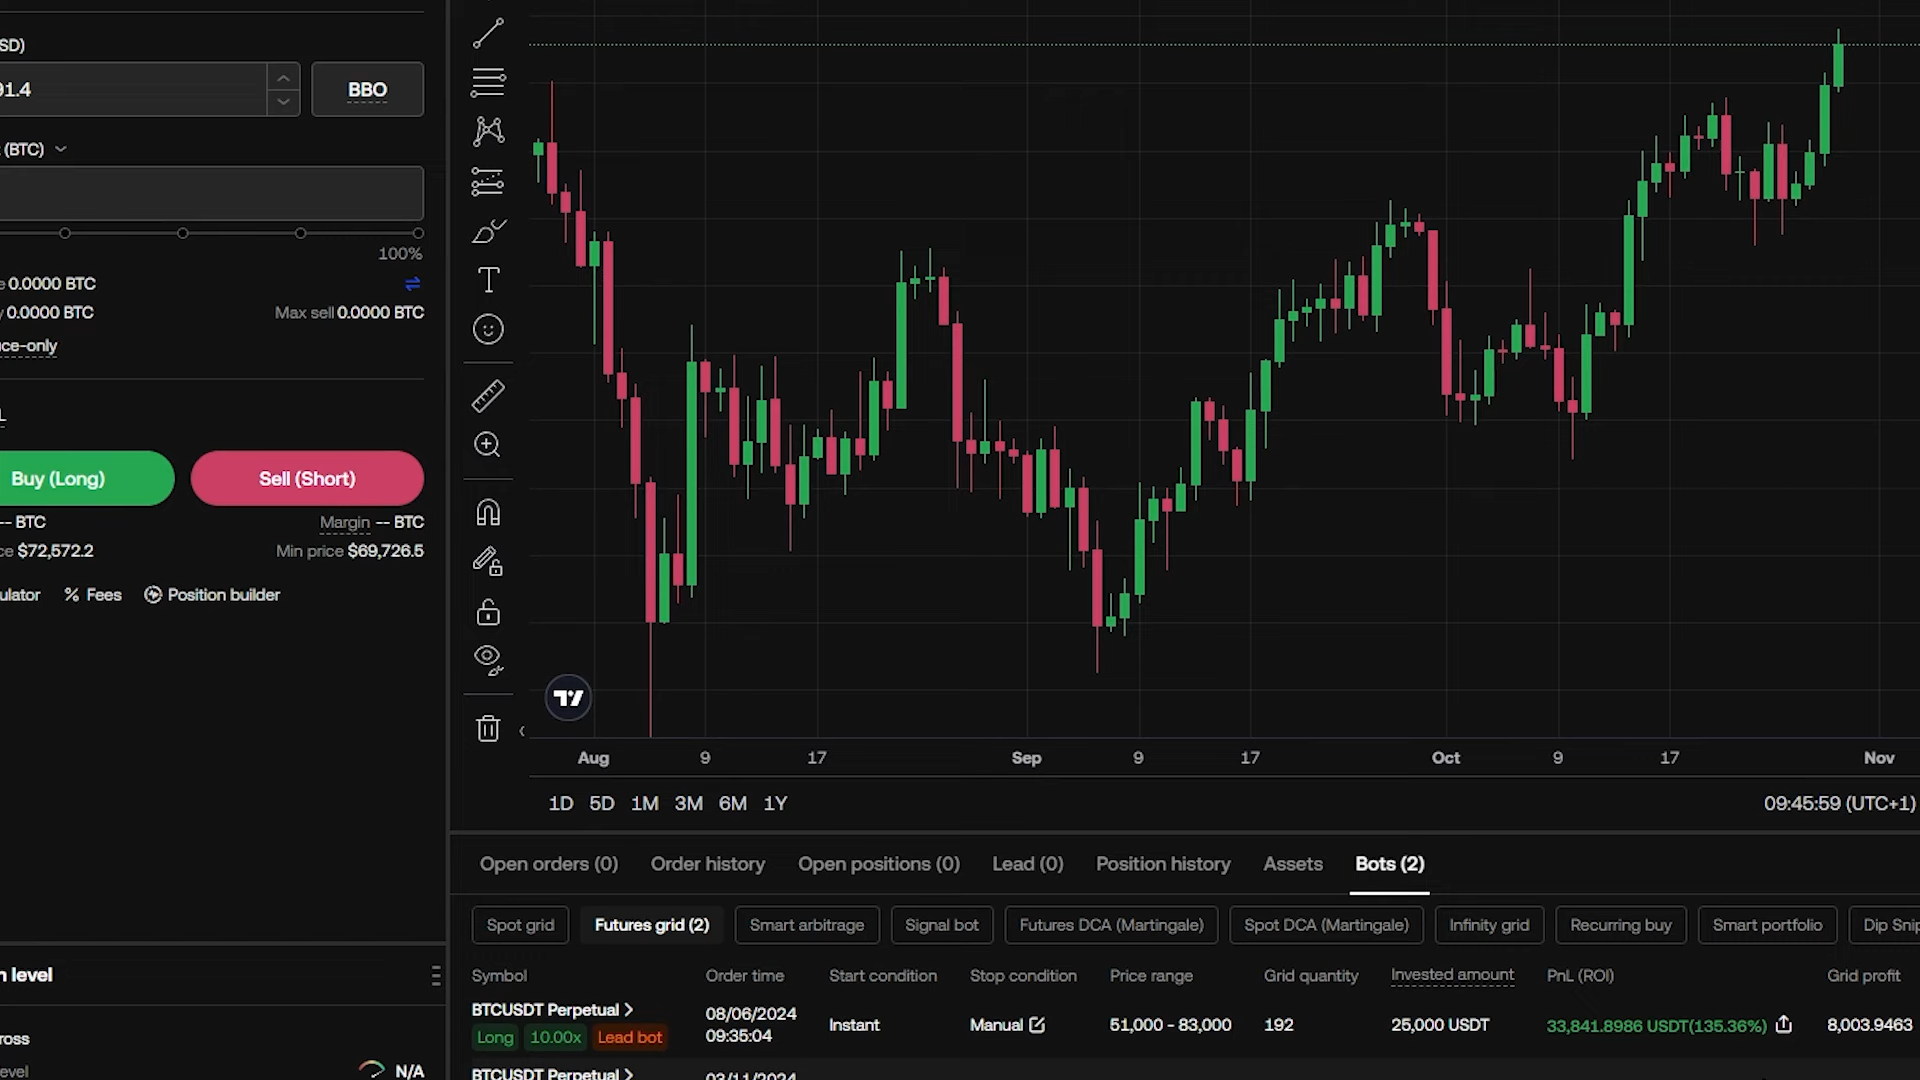 SD)
91.4
BBO
(BTC)
100%
e 0.0000 BTC
y 0.0000 BTC
Max sell 0.0000 BTC
ce-only
L
Buy (Long)
Sell (Short)
-- BTC
Margin -- BTC
ce $72,572.2
Min price $69,726.5
ulator
% Fees
Position builder
n level
ross
evel
N/A
Aug 9 17 Sep 9 17 Oct 9 17 Nov
1D 5D 1M 3M 6M 1Y
09:45:59 (UTC+1)
Open orders (0) Order history Open positions (0) Lead (0) Position history Assets Bots (2)
Spot grid Futures grid (2) Smart arbitrage Signal bot Futures DCA (Martingale) Spot DCA (Martingale) Infinity grid Recurring buy Smart portfolio Dip Snip
Symbol Order time Start condition Stop condition Price range Grid quantity Invested amount PnL (ROI) Grid profit
BTCUSDT Perpetual
Long 10.00x Lead bot
08/06/2024
09:35:04
Instant
Manual
51,000 - 83,000
192
25,000 USDT
33,841.8986 USDT(135.36%)
8,003.9463
BTCUSDT Perpetual
03/11/2024